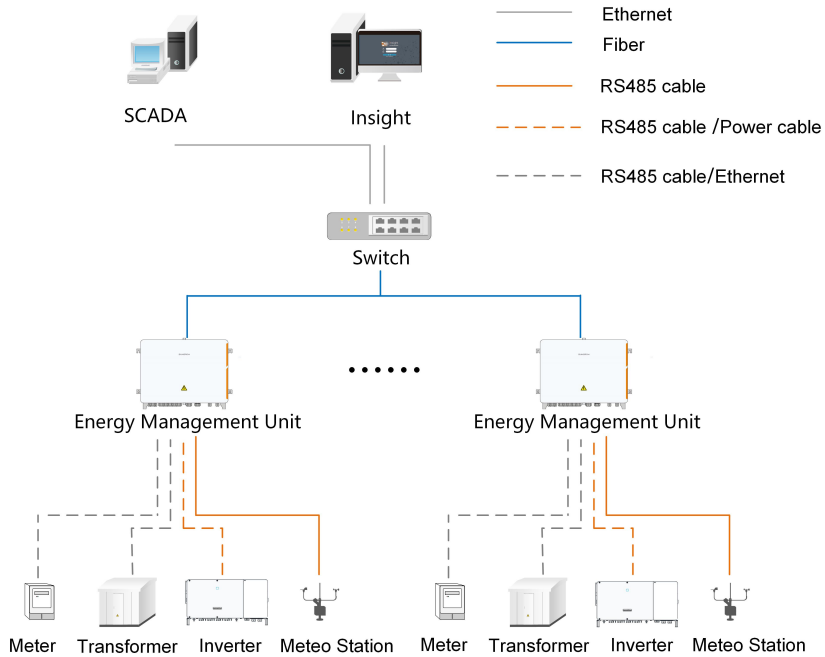 Ethernet
Fiber
RS485 cable
RS485 cable /Power cable
RS485 cable/Ethernet
SCADA
Insight
Switch
Energy Management Unit
Energy Management Unit
Meter
Transformer
Inverter
Meteo Station
Meter
Transformer
Inverter
Meteo Station